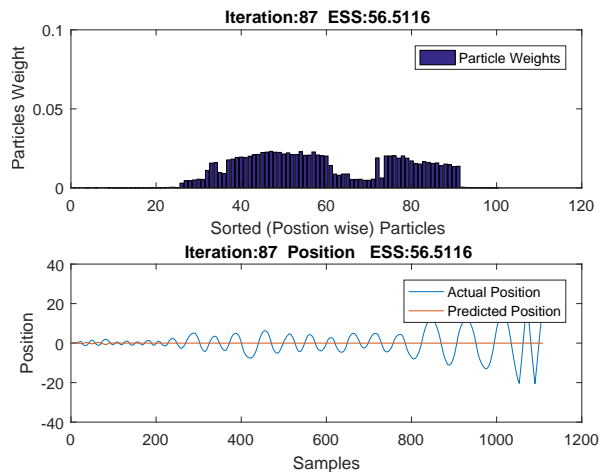 Iteration:87 ESS:56.5116
0.1
0.05
0
Particles Weight
Particle Weights
0 20 40 60 80 100 120
Sorted (Postion wise) Particles
Iteration:87 Position ESS:56.5116
40
20
0
-20
-40
Position
Actual Position
Predicted Position
0 200 400 600 800 1000 1200
Samples